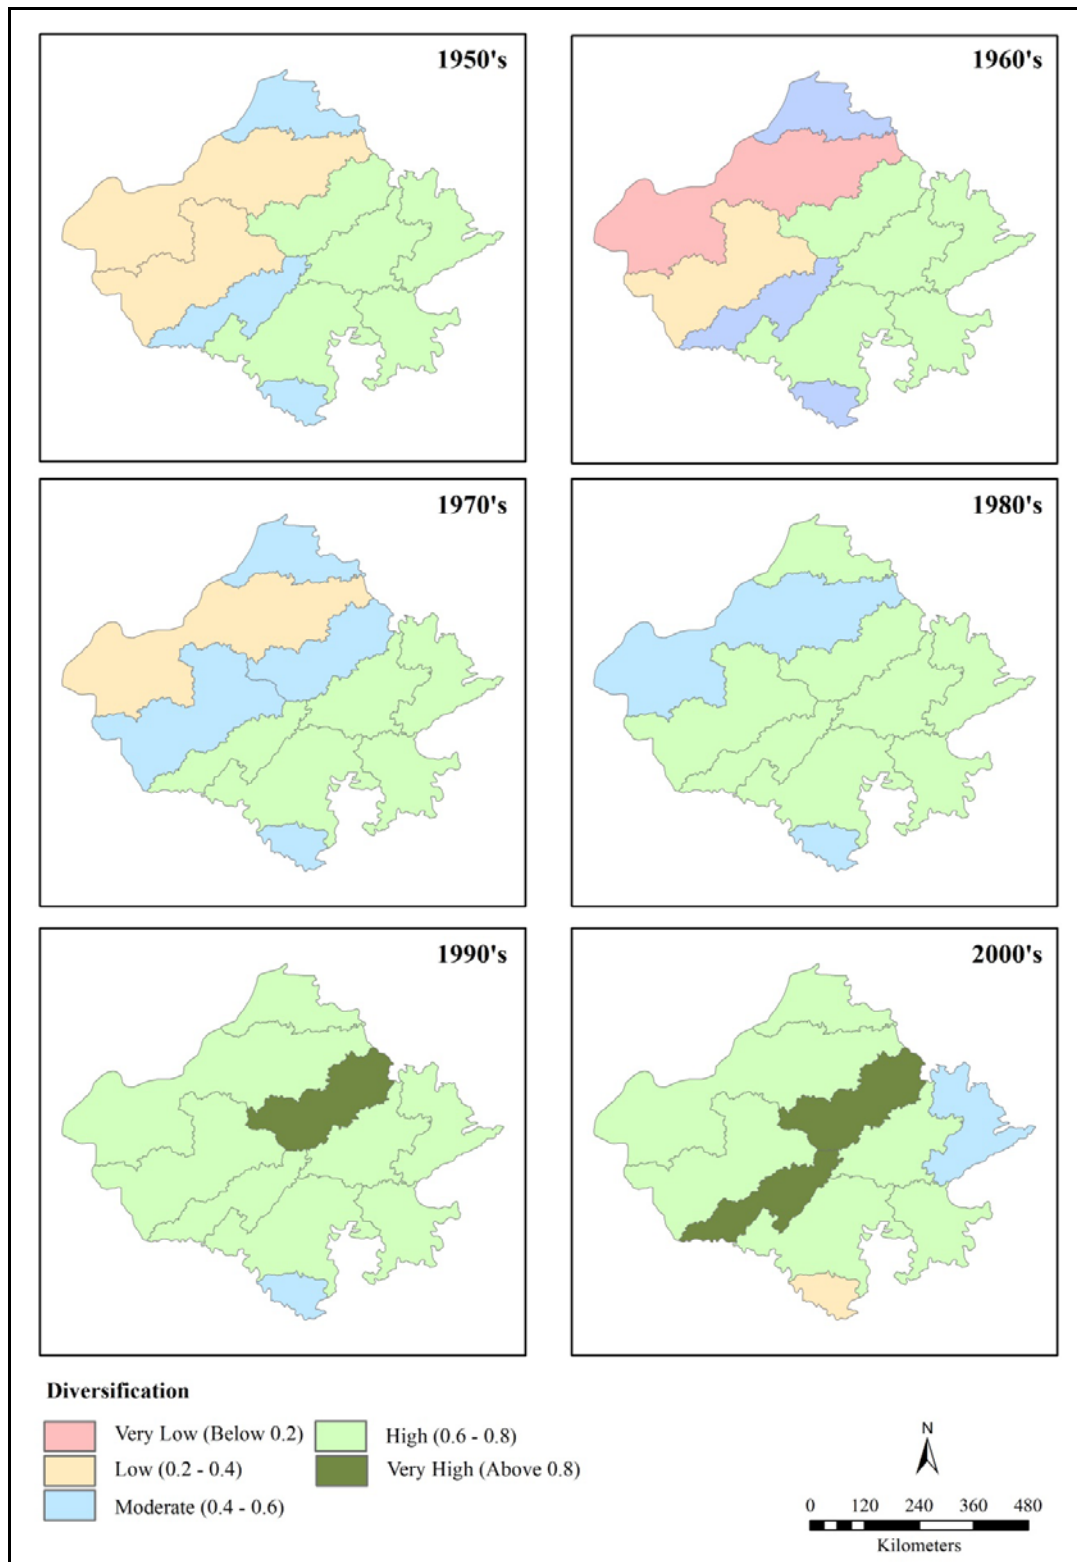 1950's
1960's
1970's
1980's
1990's
2000's
Diversification
Very Low (Below 0.2)
High (0.6 - 0.8)
Low (0.2 - 0.4)
Very High (Above 0.8)
Moderate (0.4 - 0.6)
N
0 120 240 360 480
Kilometers